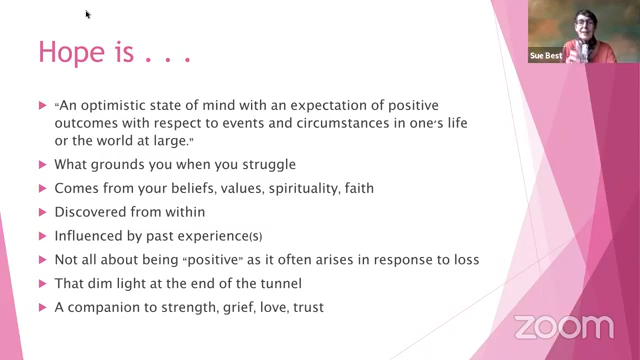 Hope is . . .
Sue Best
"An optimistic state of mind with an expectation of positive
outcomes with respect to events and circumstances in one's life
or the world at large."
What grounds you when you struggle
Comes from your beliefs, values, spirituality, faith
Discovered from within
Influenced by past experience(s)
Not all about being "positive" as it often arises in response to loss
That dim light at the end of the tunnel
A companion to strength, grief, love, trust
zoom